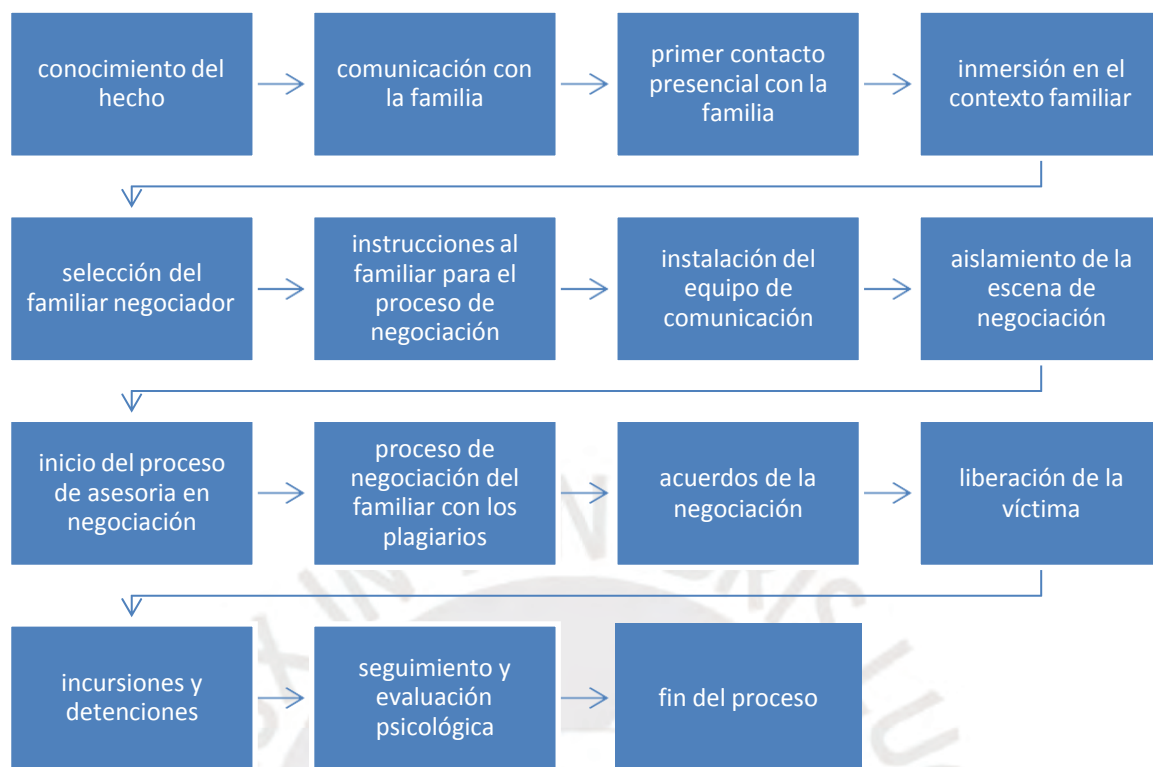 conocimiento del
hecho
comunicación con
la familia
primer contacto
presencial con la
familia
inmersión en el
contexto familiar
selección del
familiar negociador
instrucciones al
familiar para el
proceso de
negociación
instalación del
equipo de
comunicación
aislamiento de la
escena de
negociación
inicio del proceso
de asesoria en
negociación
proceso de
negociación del
familiar con los
plagiarios
acuerdos de la
negociación
liberación de la
víctima
incursiones y
detenciones
seguimiento y
evaluación
psicológica
fin del proceso